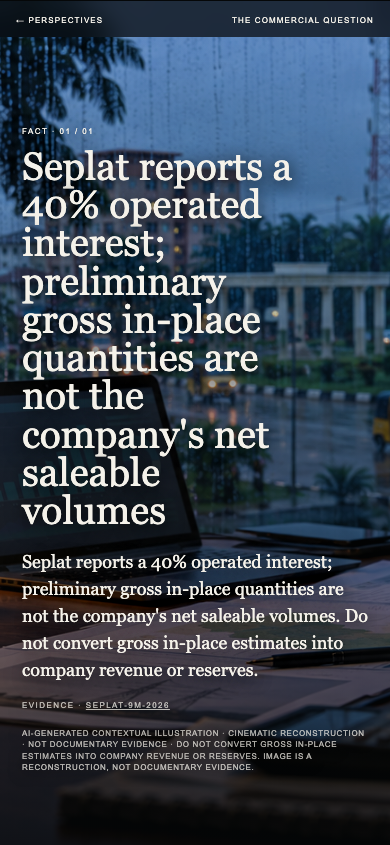 ← PERSPECTIVES
THE COMMERCIAL QUESTION
FACT · 01 / 01
Seplat reports a
40% operated
interest;
preliminary
gross in-place
quantities are
not the
company's net
saleable
volumes
Seplat reports a 40% operated interest;
preliminary gross in-place quantities are
not the company's net saleable volumes. Do
not convert gross in-place estimates into
company revenue or reserves.
EVIDENCE · SEPLAT-9M-2026
AI-GENERATED CONTEXTUAL ILLUSTRATION · CINEMATIC RECONSTRUCTION
· NOT DOCUMENTARY EVIDENCE · DO NOT CONVERT GROSS IN-PLACE
ESTIMATES INTO COMPANY REVENUE OR RESERVES. IMAGE IS A
RECONSTRUCTION, NOT DOCUMENTARY EVIDENCE.